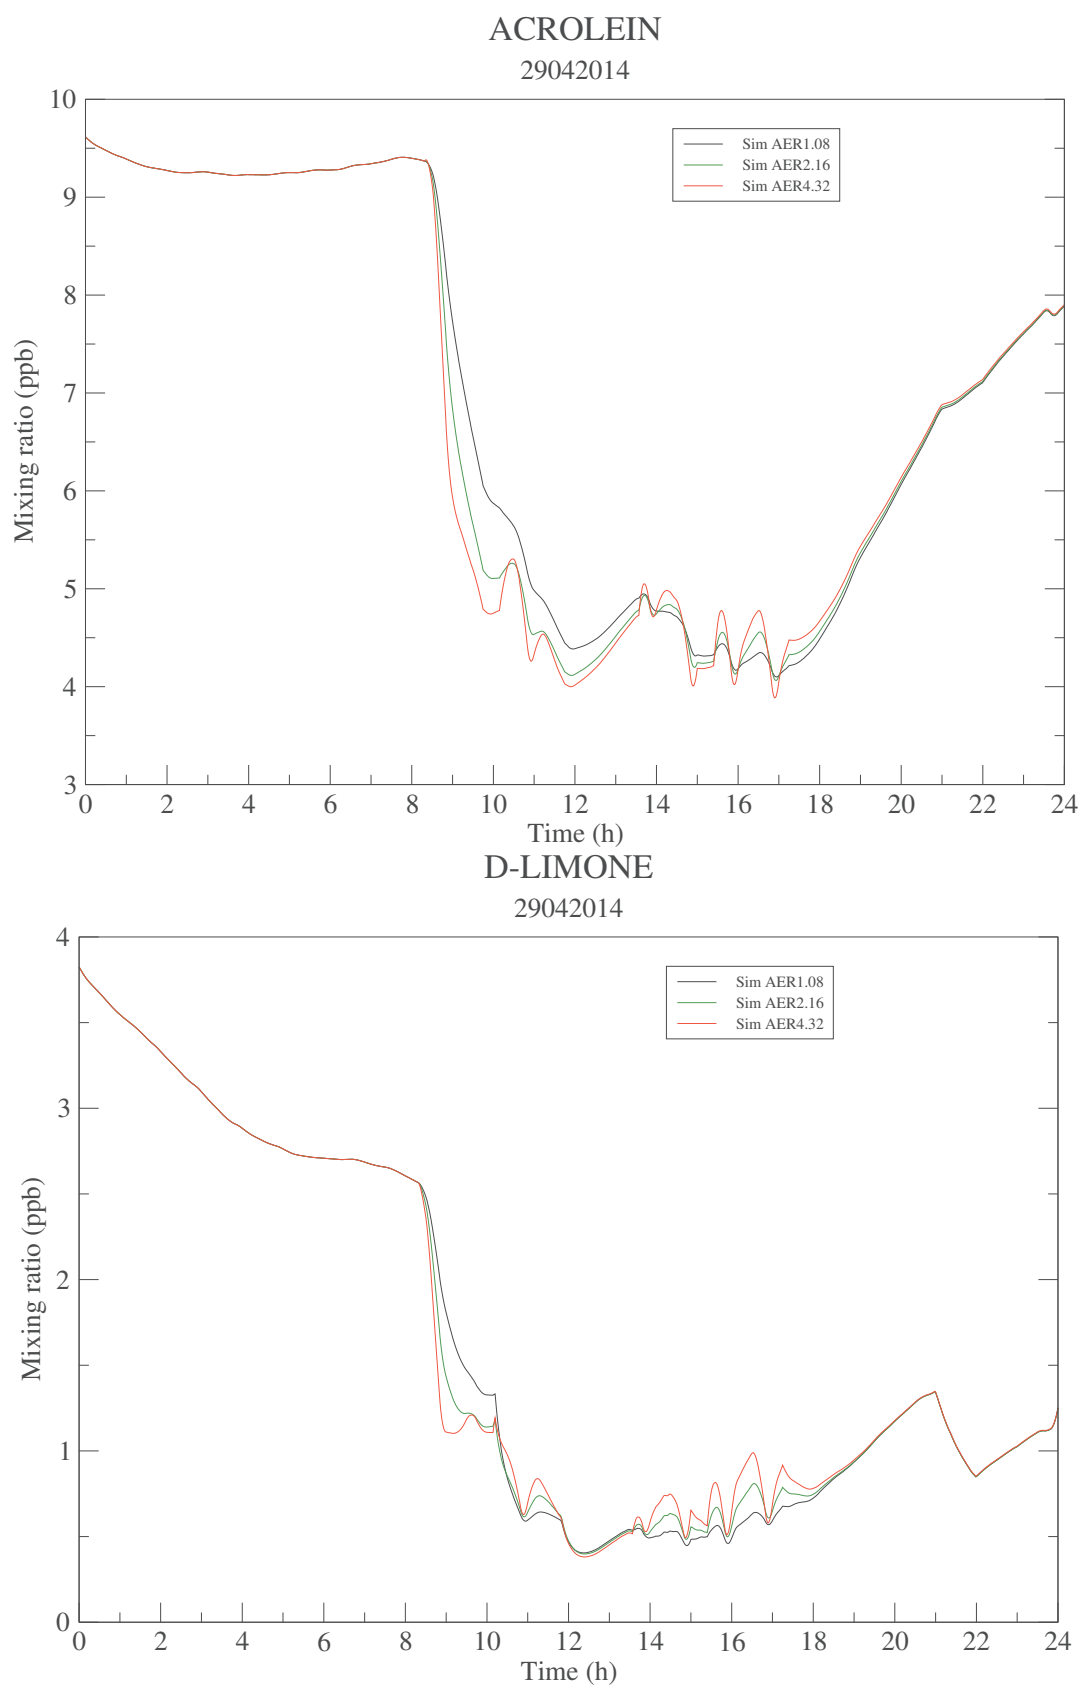 ACROLEIN
29042014
10
9
8
7
6
5
4
3
Mixing ratio (ppb)
Sim AER1.08
Sim AER2.16
Sim AER4.32
0 2 4 6 8 10 12 14 16 18 20 22 24
Time (h)
D-LIMONE
29042014
4
3
2
1
0
Mixing ratio (ppb)
Sim AER1.08
Sim AER2.16
Sim AER4.32
0 2 4 6 8 10 12 14 16 18 20 22 24
Time (h)